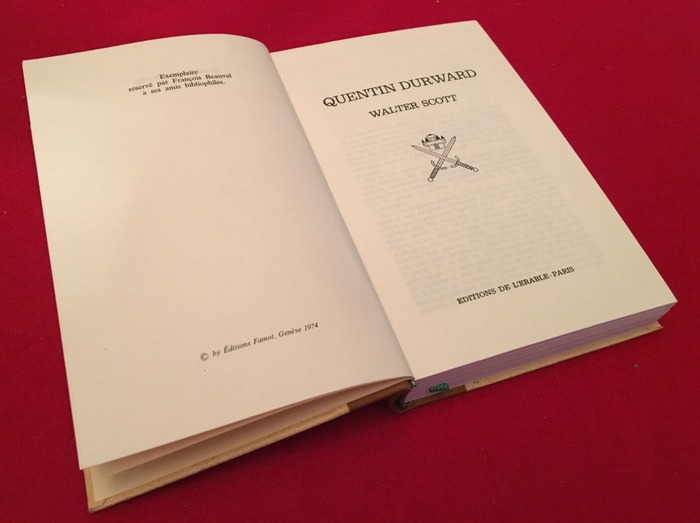 Exemplaire
réservé par François Beauval
à ses amis bibliophiles.
© by Éditions Famot, Genève 1974
QUENTIN DURWARD
WALTER SCOTT
EDITIONS DE L'ERABLE-PARIS